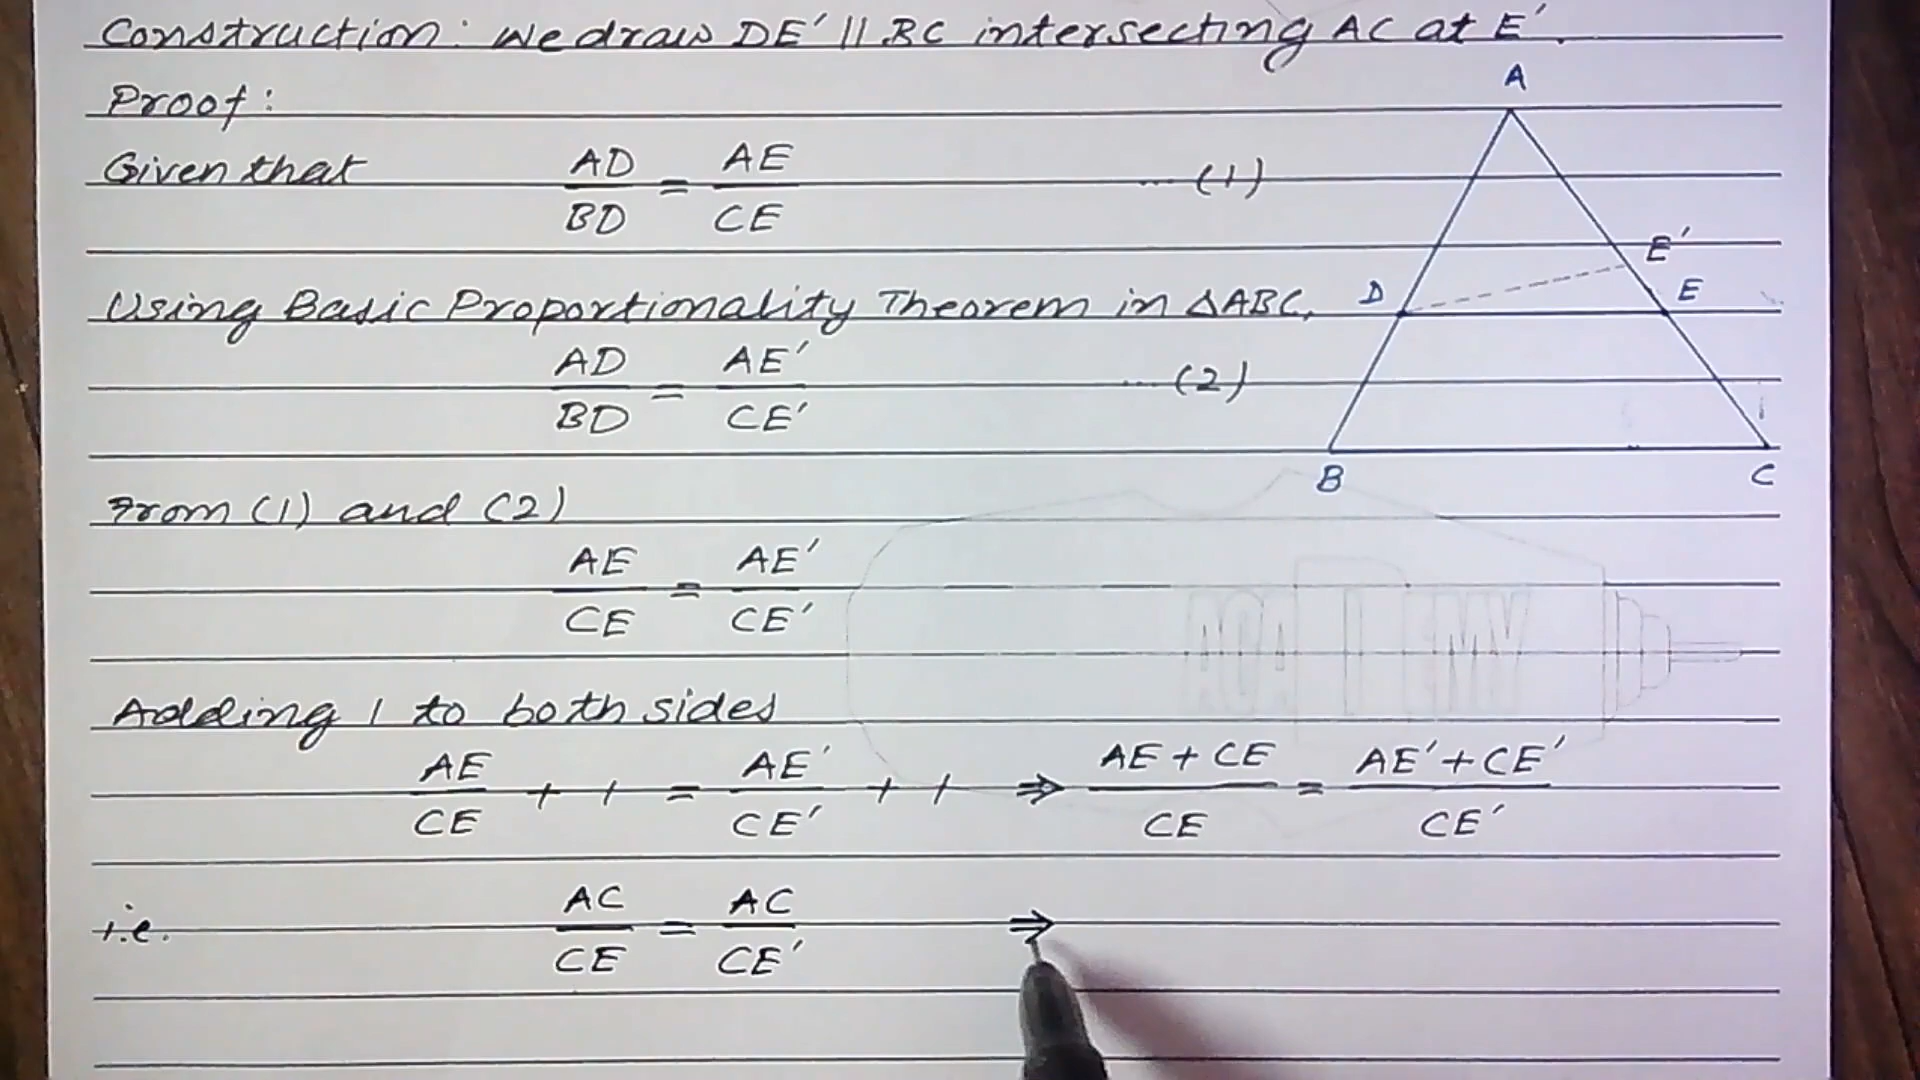 Construction: We draw DE' || BC intersecting AC at E'.
Proof:
Given that AD/BD = AE/CE ... (1)
Using Basic Proportionality Theorem in ΔABC,
AD/BD = AE'/CE' ... (2)
From (1) and (2)
AE/CE = AE'/CE'
Adding 1 to both sides
AE/CE + 1 = AE'/CE' + 1 ⇒ (AE + CE)/CE = (AE' + CE')/CE'
i.e. AC/CE = AC/CE' ⇒
A
E'
D E
B C